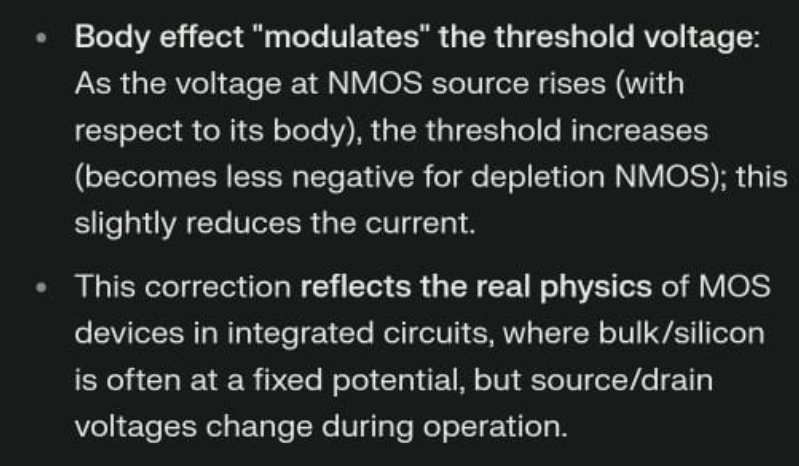 • Body effect "modulates" the threshold voltage:
As the voltage at NMOS source rises (with
respect to its body), the threshold increases
(becomes less negative for depletion NMOS); this
slightly reduces the current.
• This correction reflects the real physics of MOS
devices in integrated circuits, where bulk/silicon
is often at a fixed potential, but source/drain
voltages change during operation.